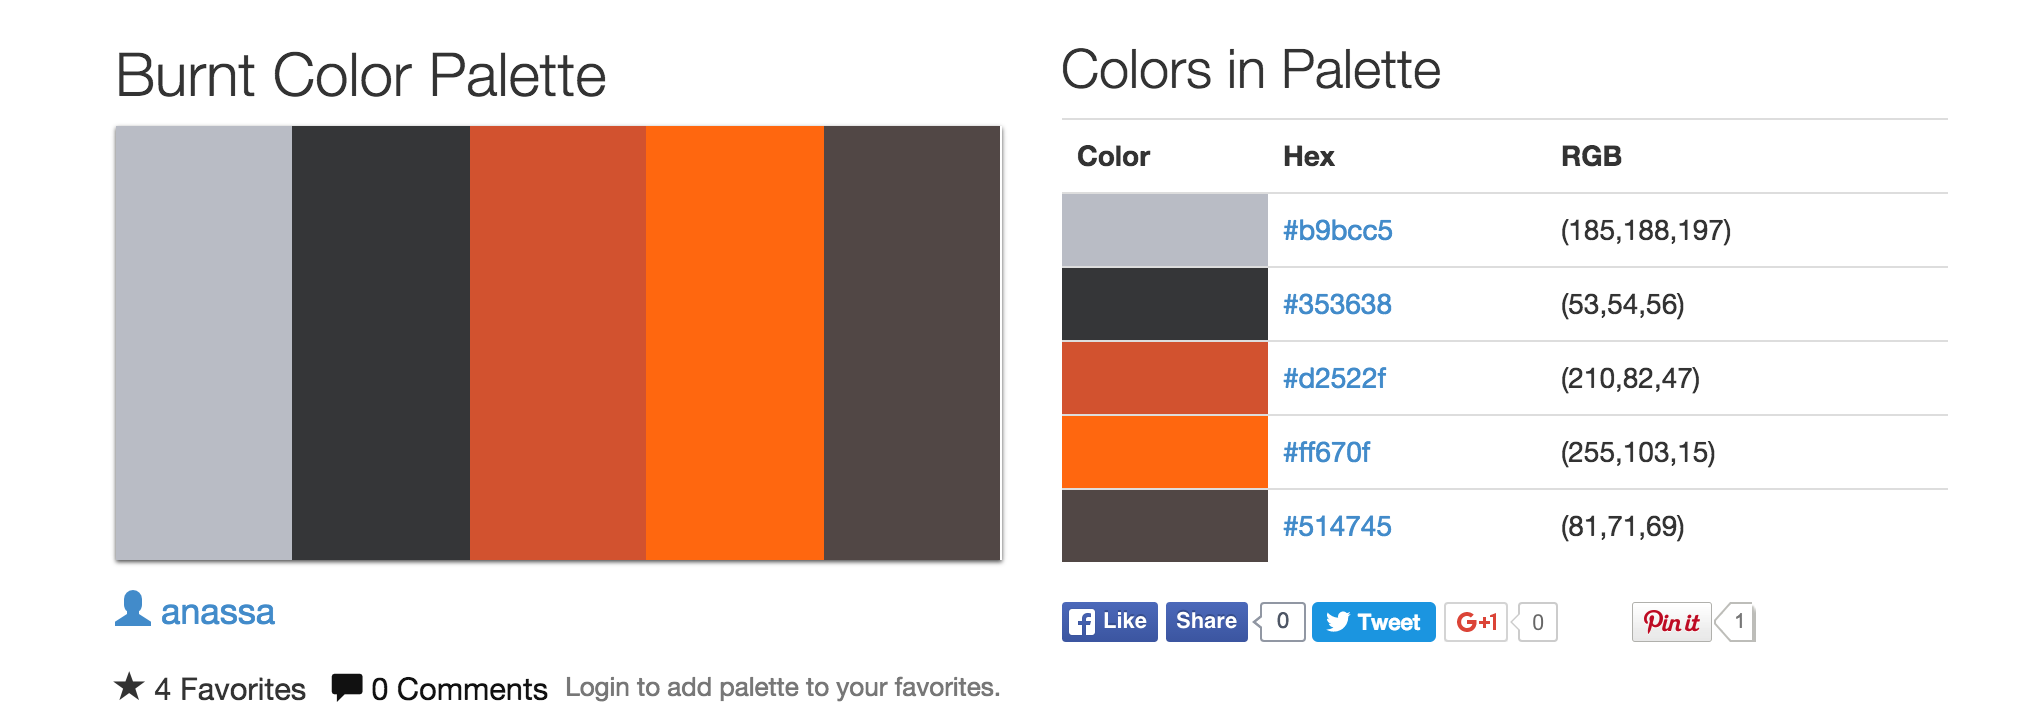 Burnt Color Palette
anassa
4 Favorites 0 Comments Login to add palette to your favorites.
Colors in Palette
Color Hex RGB
#b9bcc5 (185,188,197)
#353638 (53,54,56)
#d2522f (210,82,47)
#ff670f (255,103,15)
#514745 (81,71,69)
f Like Share 0 Tweet G+1 0 Pin it 1